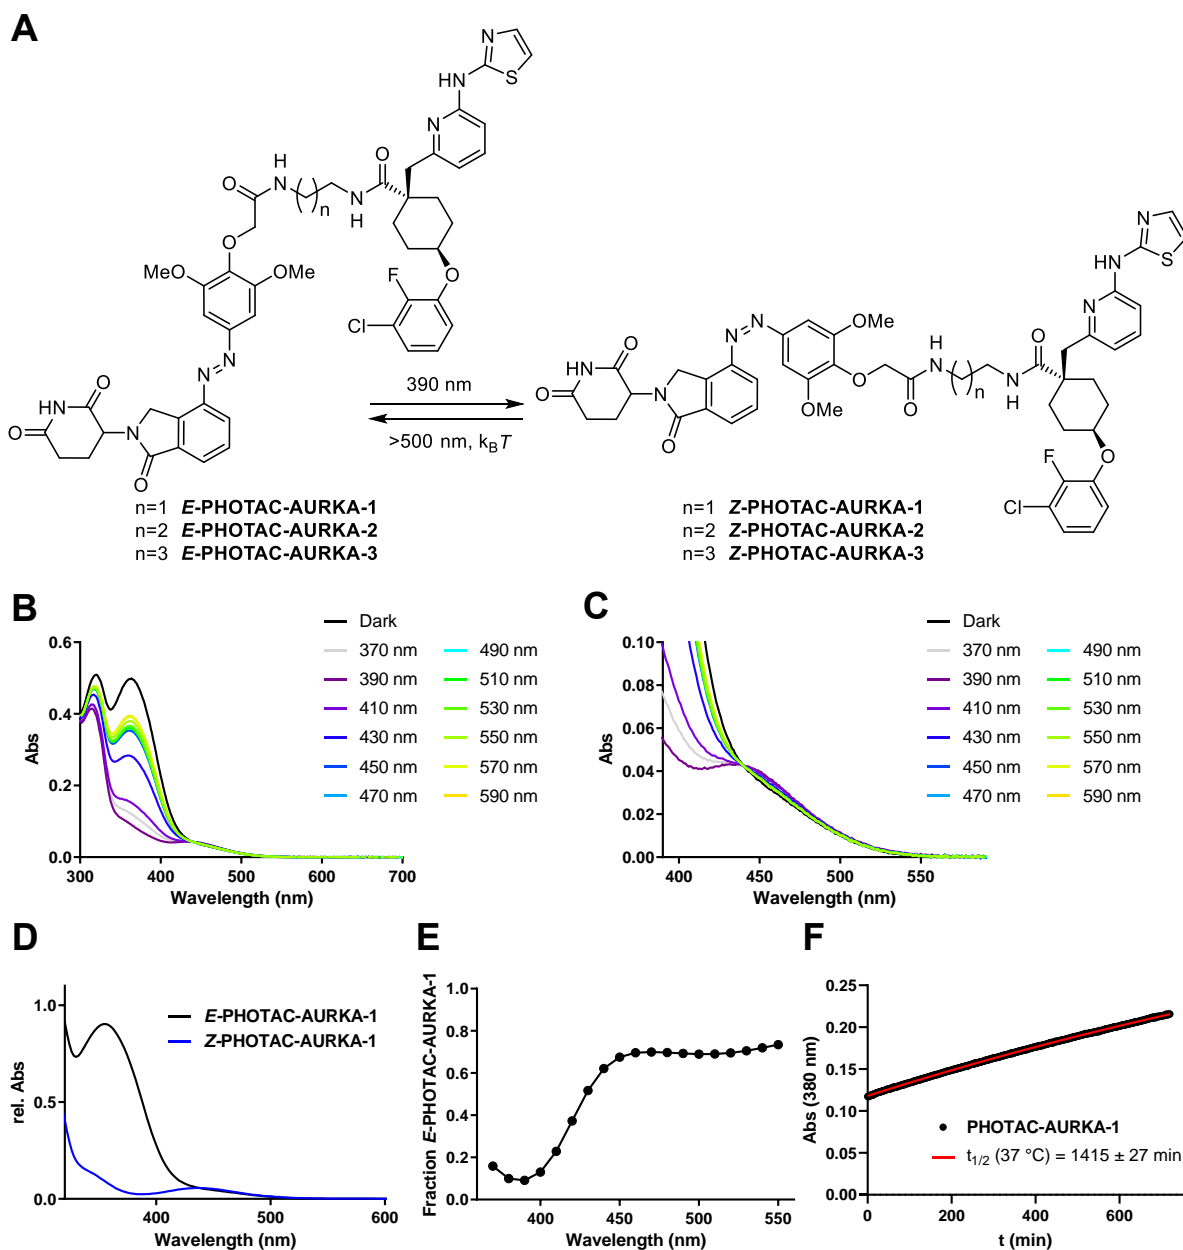 A
N
S
HN
N
O
H
N
O
N
H
n
O
O
MeO
OMe
F
O
Cl
N
N
O
NH
O
N
O
390 nm
>500 nm, kBT
N
S
HN
N
O
N
N
OMe
O
H
N
O
N
H
n
O
NH
O
N
O
OMe
O
F
O
Cl
n=1 E-PHOTAC-AURKA-1
n=2 E-PHOTAC-AURKA-2
n=3 E-PHOTAC-AURKA-3
n=1 Z-PHOTAC-AURKA-1
n=2 Z-PHOTAC-AURKA-2
n=3 Z-PHOTAC-AURKA-3
B
Abs
0.6
0.4
0.2
0.0
300 400 500 600 700
Wavelength (nm)
Dark
370 nm 490 nm
390 nm 510 nm
410 nm 530 nm
430 nm 550 nm
450 nm 570 nm
470 nm 590 nm
C
Abs
0.10
0.08
0.06
0.04
0.02
0.00
400 450 500 550
Wavelength (nm)
Dark
370 nm 490 nm
390 nm 510 nm
410 nm 530 nm
430 nm 550 nm
450 nm 570 nm
470 nm 590 nm
D
rel. Abs
1.0
0.5
0.0
400 500 600
Wavelength (nm)
E-PHOTAC-AURKA-1
Z-PHOTAC-AURKA-1
E
Fraction E-PHOTAC-AURKA-1
1.0
0.8
0.6
0.4
0.2
0.0
400 450 500 550
Wavelength (nm)
F
Abs (380 nm)
0.25
0.20
0.15
0.10
0.05
0.00
0 200 400 600
t (min)
PHOTAC-AURKA-1
t1/2 (37 °C) = 1415 ± 27 min